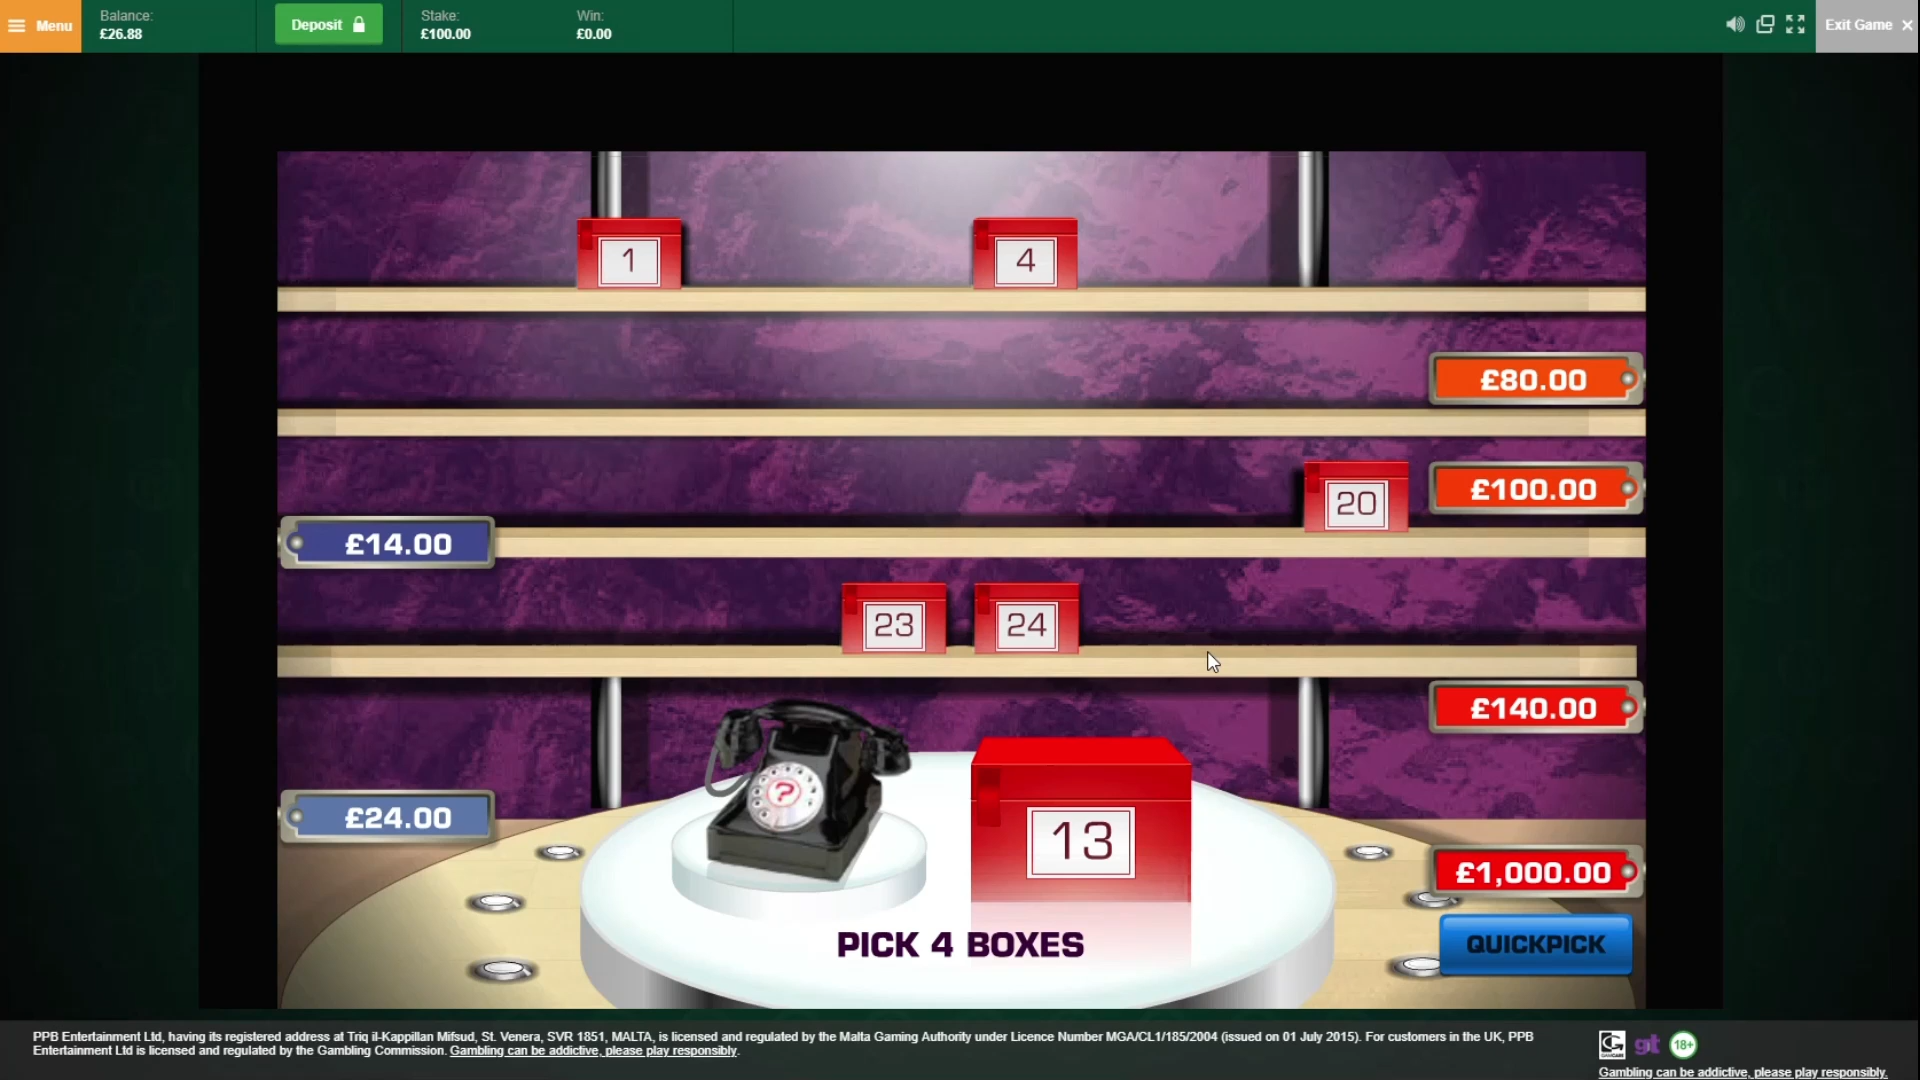 Menu
Balance:
£26.88
Deposit
Stake:
£100.00
Win:
£0.00
Exit Game ×
1
4
£80.00
20
£100.00
£14.00
23
24
£140.00
?
13
£24.00
£1,000.00
PICK 4 BOXES
QUICKPICK
PPB Entertainment Ltd, having its registered address at Triq il-Kappillan Mifsud, St. Venera, SVR 1851, MALTA, is licensed and regulated by the Malta Gaming Authority under Licence Number MGA/CL1/185/2004 (issued on 01 July 2015). For customers in the UK, PPB
Entertainment Ltd is licensed and regulated by the Gambling Commission. Gambling can be addictive, please play responsibly.
GAMCARE
gt
18+
Gambling can be addictive, please play responsibly.